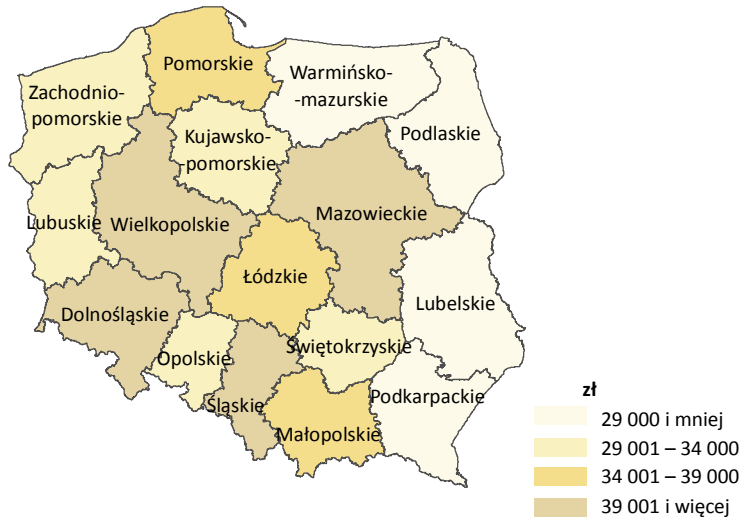 Pomorskie
Warmińsko-
-mazurskie
Zachodnio-
pomorskie
Podlaskie
Kujawsko-
pomorskie
Lubuskie
Wielkopolskie
Mazowieckie
Łódzkie
Lubelskie
Dolnośląskie
Opolskie
Świętokrzyskie
Śląskie
Małopolskie
Podkarpackie
zł
29 000 i mniej
29 001 – 34 000
34 001 – 39 000
39 001 i więcej